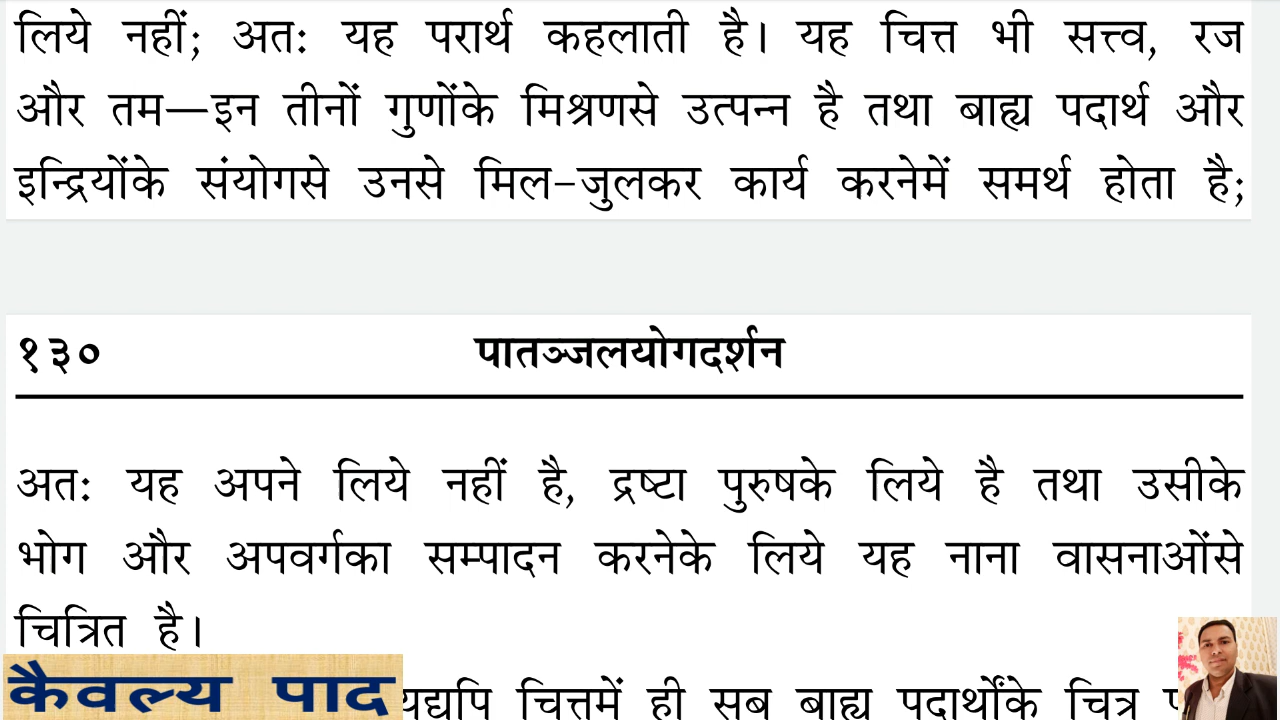 लिये नहीं; अतः यह परार्थ कहलाती है। यह चित्त भी सत्त्व, रज
और तम—इन तीनों गुणोंके मिश्रणसे उत्पन्न है तथा बाह्य पदार्थ और
इन्द्रियोंके संयोगसे उनसे मिल-जुलकर कार्य करनेमें समर्थ होता है;
१३० पातञ्जलयोगदर्शन
अतः यह अपने लिये नहीं है, द्रष्टा पुरुषके लिये है तथा उसीके
भोग और अपवर्गका सम्पादन करनेके लिये यह नाना वासनाओंसे
चित्रित है।
कैवल्य पाद यद्यपि चित्तमें ही सब बाह्य पदार्थोंके चित्र